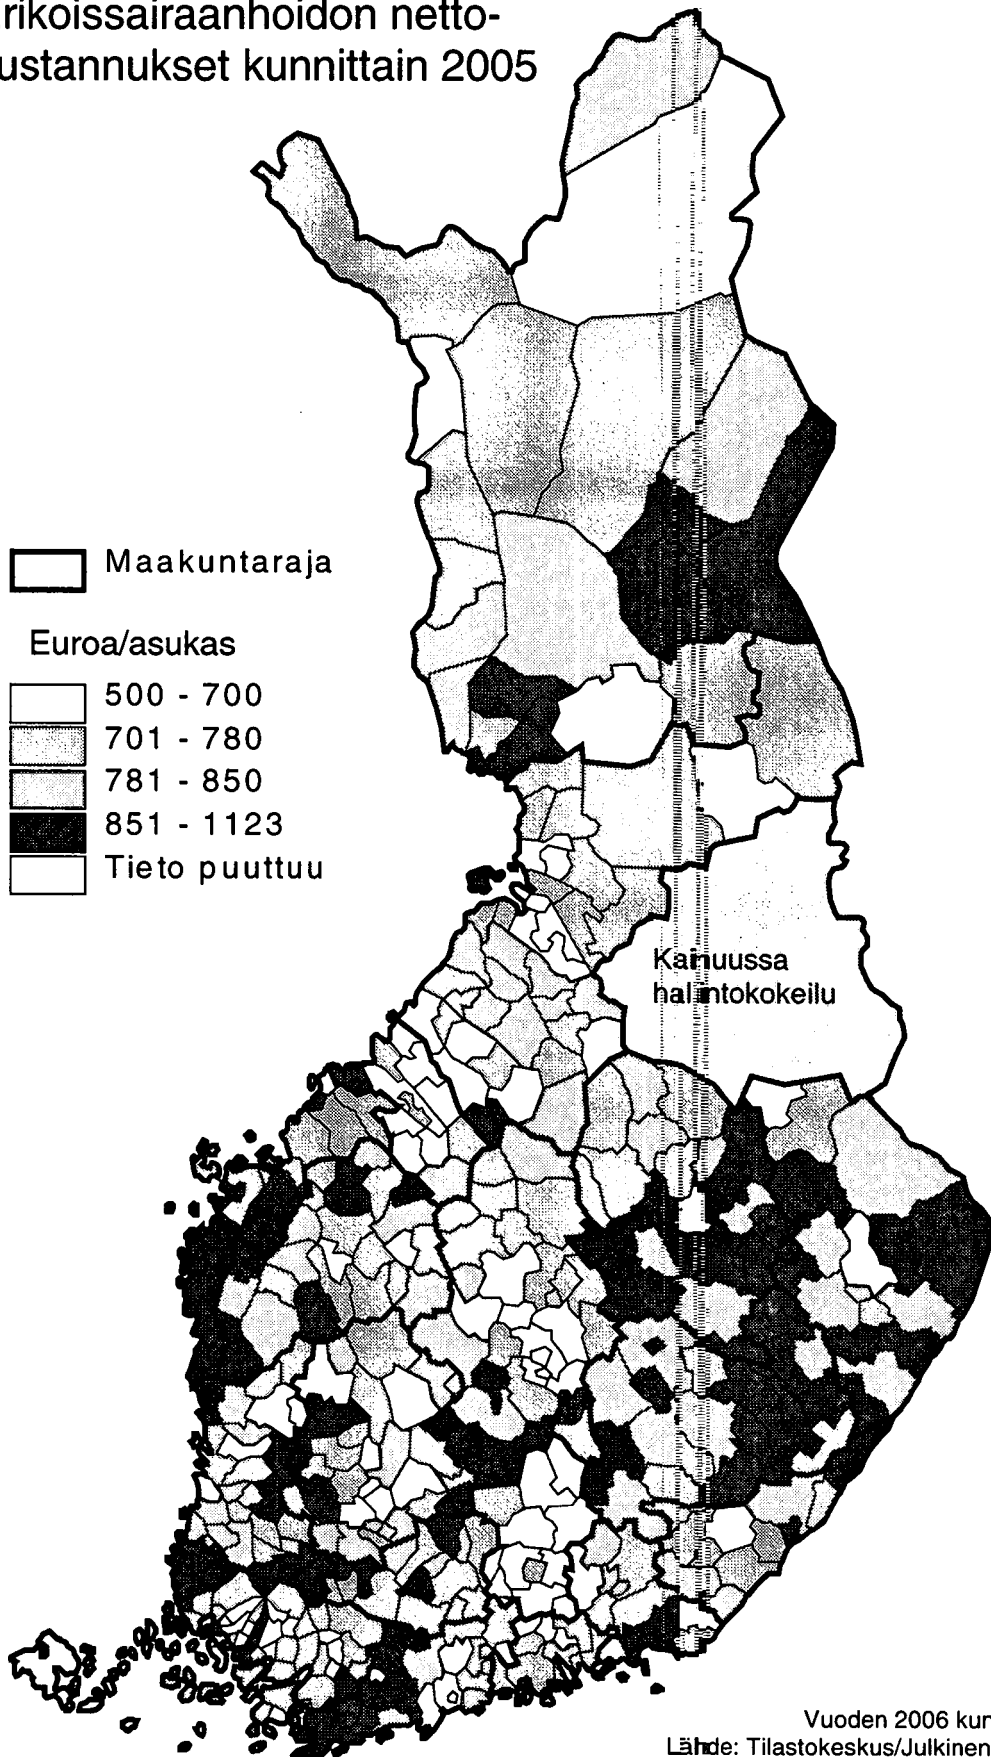 rikoissairaanhoidon netto-
ustannukset kunnittain 2005
Maakuntaraja
Euroa/asukas
500 - 700
701 - 780
781 - 850
851 - 1123
Tieto puuttuu
Kainuussa
hallintokokeilu
Vuoden 2006 kun
Lähde: Tilastokeskus/Julkinen